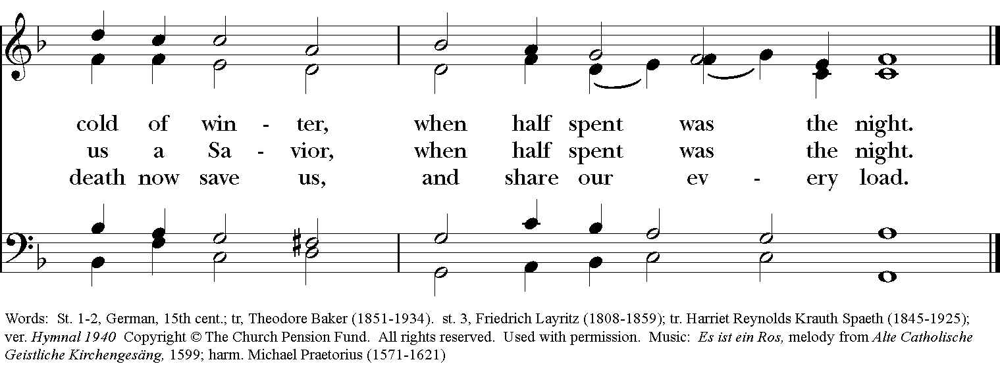 cold of win - ter, when half spent was the night.
us a Sa - vior, when half spent was the night.
death now save us, and share our ev - ery load.
Words: St. 1-2, German, 15th cent.; tr, Theodore Baker (1851-1934). st. 3, Friedrich Layritz (1808-1859); tr. Harriet Reynolds Krauth Spaeth (1845-1925);
ver. Hymnal 1940 Copyright © The Church Pension Fund. All rights reserved. Used with permission. Music: Es ist ein Ros, melody from Alte Catholische
Geistliche Kirchengesäng, 1599; harm. Michael Praetorius (1571-1621)